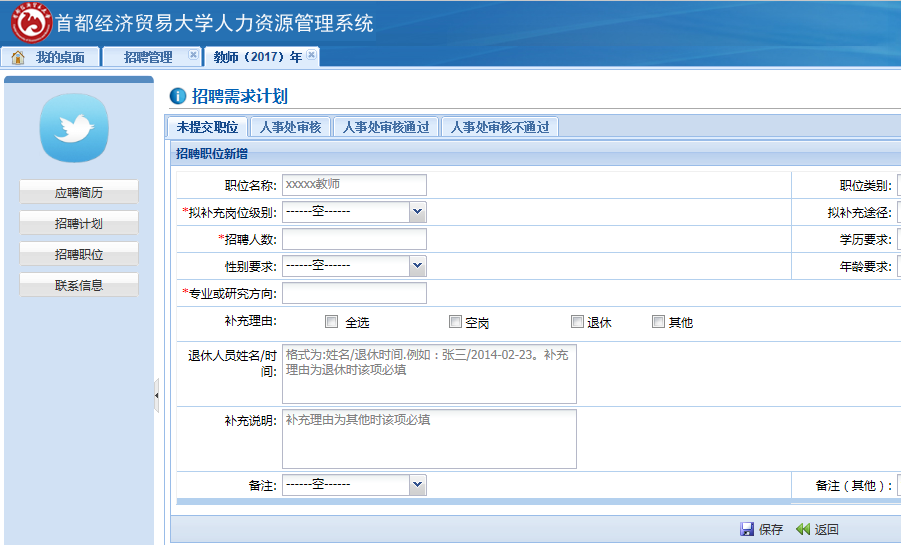 首都经济贸易大学人力资源管理系统
我的桌面 招聘管理 教师（2017）年
招聘需求计划
未提交职位 人事处审核 人事处审核通过 人事处审核不通过
招聘职位新增
应聘简历
招聘计划
招聘职位
联系信息
职位名称: xxxxx教师 职位类别:
*拟补充岗位级别: ------空------ 拟补充途径:
*招聘人数: 学历要求:
性别要求: ------空------ 年龄要求:
*专业或研究方向:
补充理由: 全选 空岗 退休 其他
退休人员姓名/时
间:
格式为:姓名/退休时间.例如：张三/2014-02-23。补充
理由为退休时该项必填
补充说明: 补充理由为其他时该项必填
备注: ------空------ 备注（其他）:
保存 返回